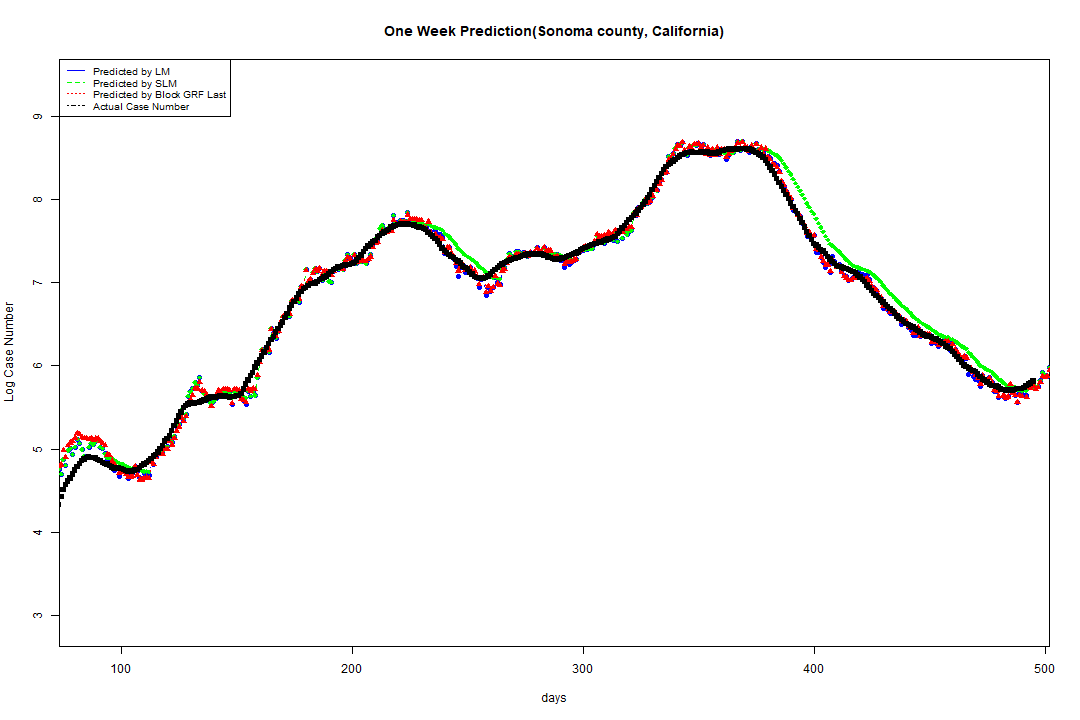 One Week Prediction(Sonoma county, California)
Predicted by LM
Predicted by SLM
Predicted by Block GRF Last
Actual Case Number
9
8
7
6
5
4
3
Log Case Number
100 200 300 400 500
days